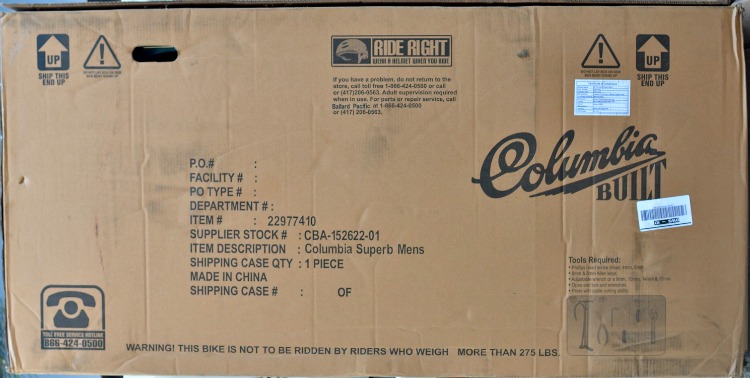 UP
SHIP THIS
END UP
RIDE RIGHT
WEAR A HELMET WHEN YOU RIDE
UP
SHIP THIS
END UP
If you have a problem, do not return to the
store, call toll free 1-866-424-0500 or call
or (417)206-0563. Adult supervision required
when in use. For parts or repair service, call
Ballard Pacific at 1-866-424-0500
or (417) 206-0563.
Columbia
BUILT
P.O.# :
FACILITY # :
PO TYPE # :
DEPARTMENT # :
ITEM # : 22977410
SUPPLIER STOCK # : CBA-152622-01
ITEM DESCRIPTION : Columbia Superb Mens
SHIPPING CASE QTY : 1 PIECE
MADE IN CHINA
SHIPPING CASE # : OF
Tools Required:
TOLL FREE SERVICE HOTLINE
866-424-0500
WARNING! THIS BIKE IS NOT TO BE RIDDEN BY RIDERS WHO WEIGH MORE THAN 275 LBS.